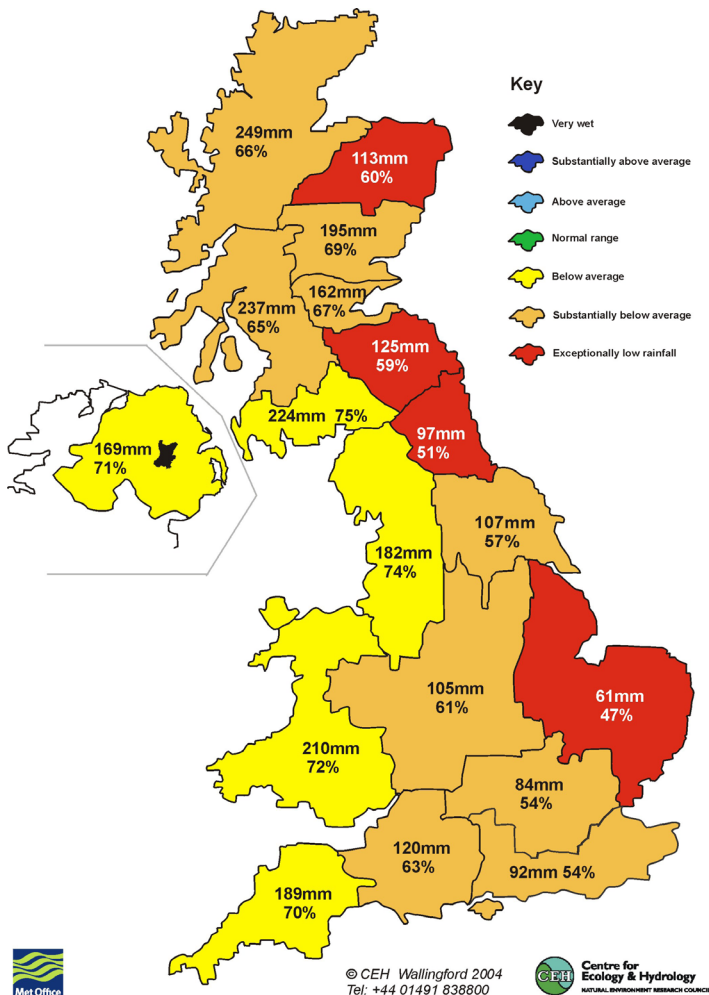 Key
Very wet
Substantially above average
Above average
Normal range
Below average
Substantially below average
Exceptionally low rainfall
249mm
66%
113mm
60%
195mm
69%
162mm
67%
237mm
65%
125mm
59%
224mm 75%
97mm
51%
169mm
71%
107mm
57%
182mm
74%
105mm
61%
61mm
47%
210mm
72%
84mm
54%
120mm
63%
92mm 54%
189mm
70%
Met Office
© CEH Wallingford 2004
Tel: +44 01491 838800
CEH
Centre for
Ecology & Hydrology
NATURAL ENVIRONMENT RESEARCH COUNCIL